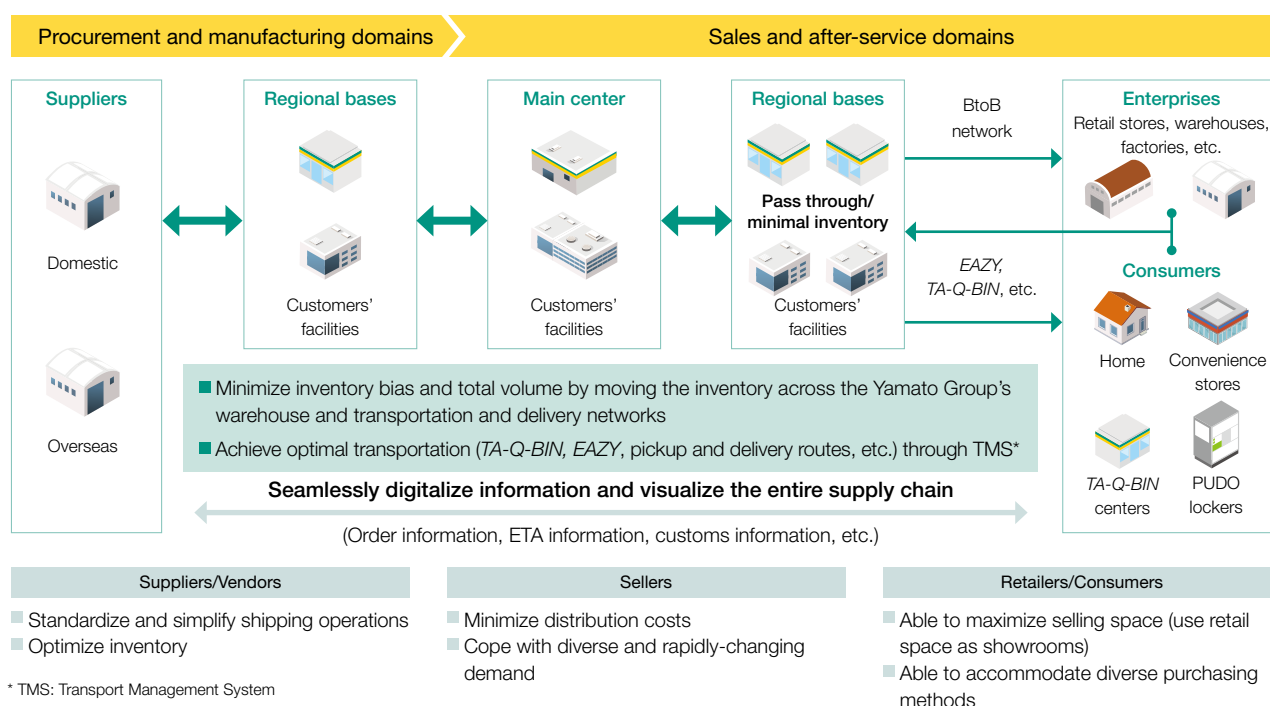 Procurement and manufacturing domains
Sales and after-service domains
Suppliers
Domestic
Overseas
Regional bases
Customers’
facilities
Main center
Customers’
facilities
Regional bases
Pass through/
minimal inventory
Customers’
facilities
BtoB
network
EAZY,
TA-Q-BIN, etc.
Enterprises
Retail stores, warehouses,
factories, etc.
Consumers
Home
Convenience
stores
TA-Q-BIN
centers
PUDO
lockers
Minimize inventory bias and total volume by moving the inventory across the Yamato Group’s
warehouse and transportation and delivery networks
Achieve optimal transportation (TA-Q-BIN, EAZY, pickup and delivery routes, etc.) through TMS*
Seamlessly digitalize information and visualize the entire supply chain
(Order information, ETA information, customs information, etc.)
Suppliers/Vendors
Standardize and simplify shipping operations
Optimize inventory
Sellers
Minimize distribution costs
Cope with diverse and rapidly-changing
demand
Retailers/Consumers
Able to maximize selling space (use retail
space as showrooms)
Able to accommodate diverse purchasing
methods
* TMS: Transport Management System